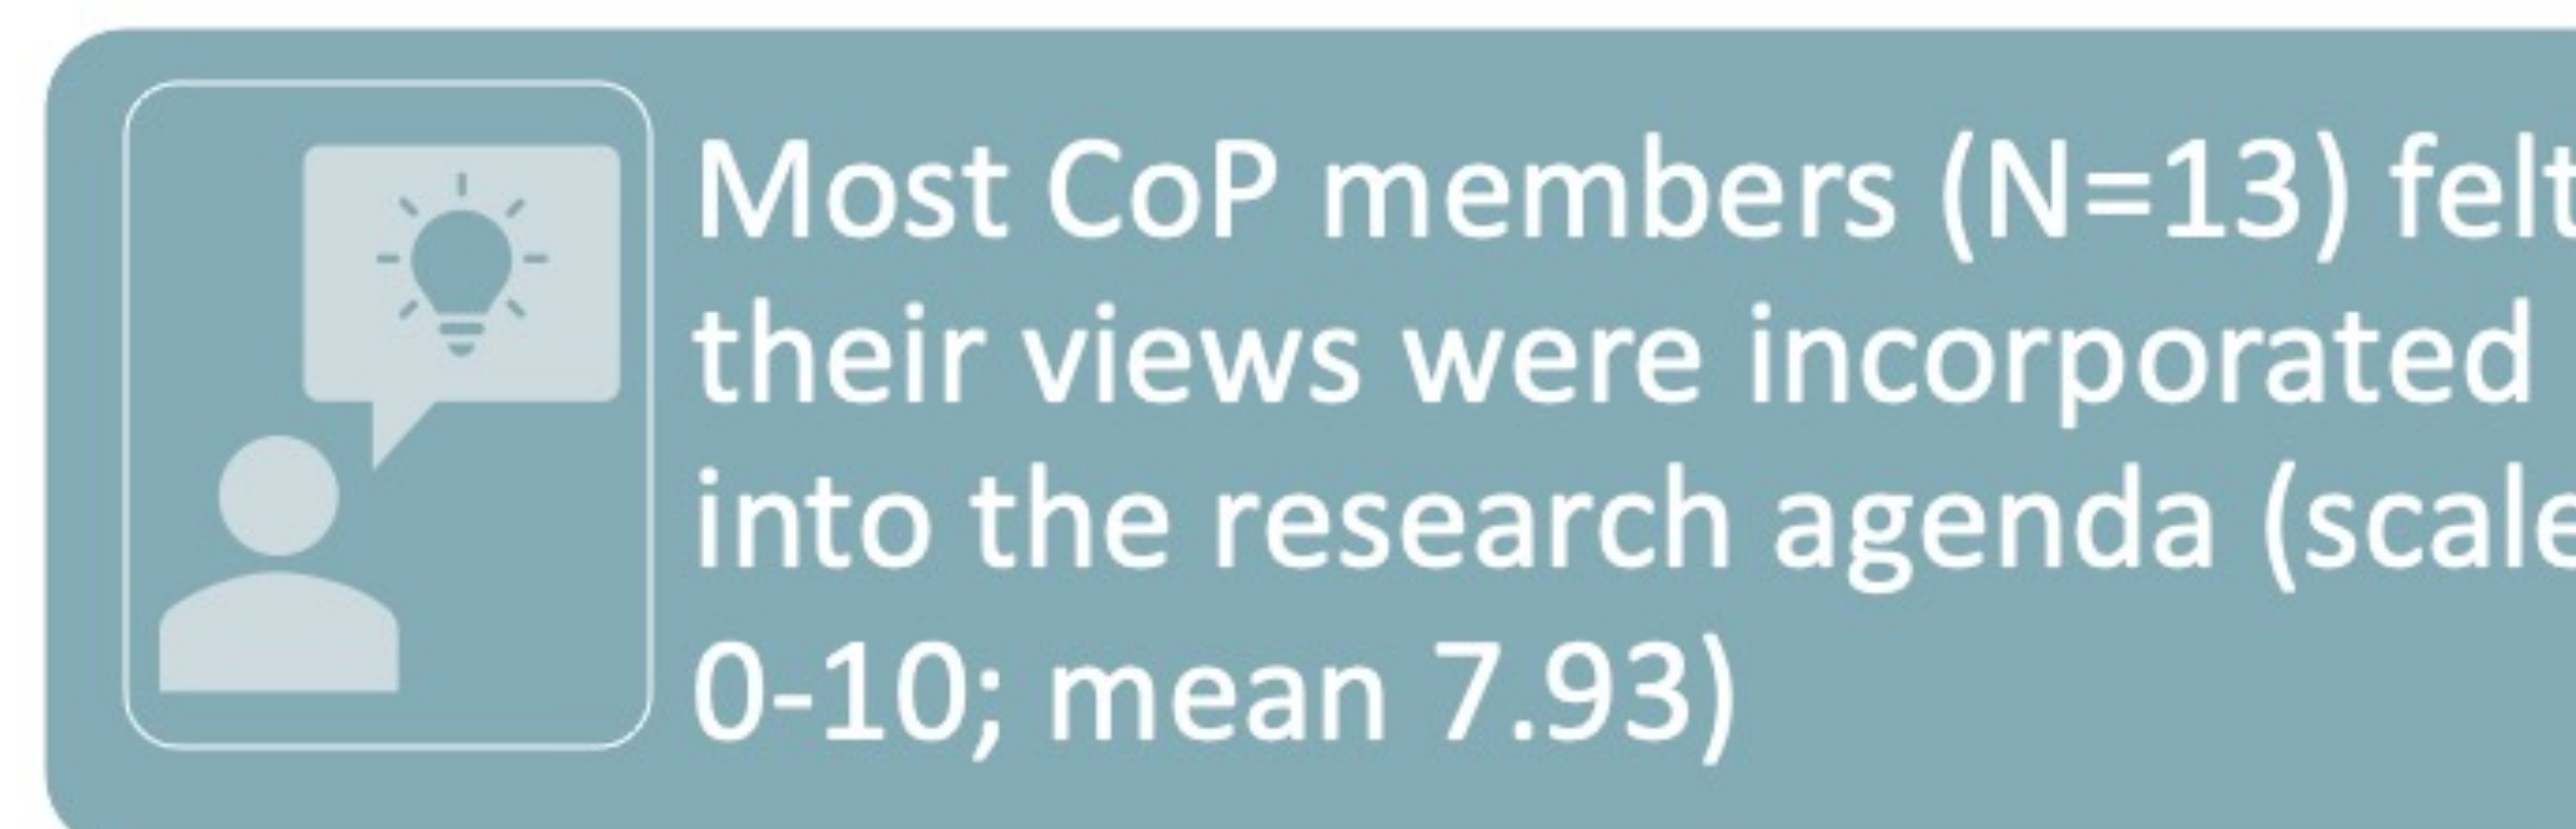 Most CoP members (N=13) felt
their views were incorporated
into the research agenda (scale
0-10; mean 7.93)